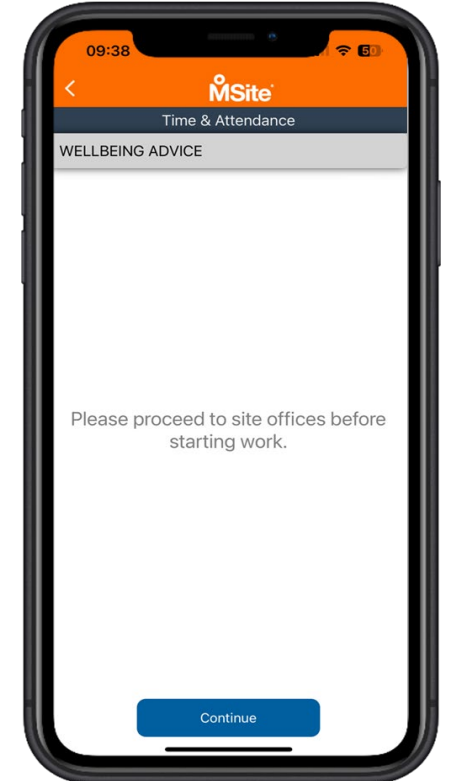 09:38
50
MSite
Time & Attendance
WELLBEING ADVICE
Please proceed to site offices before
starting work.
Continue